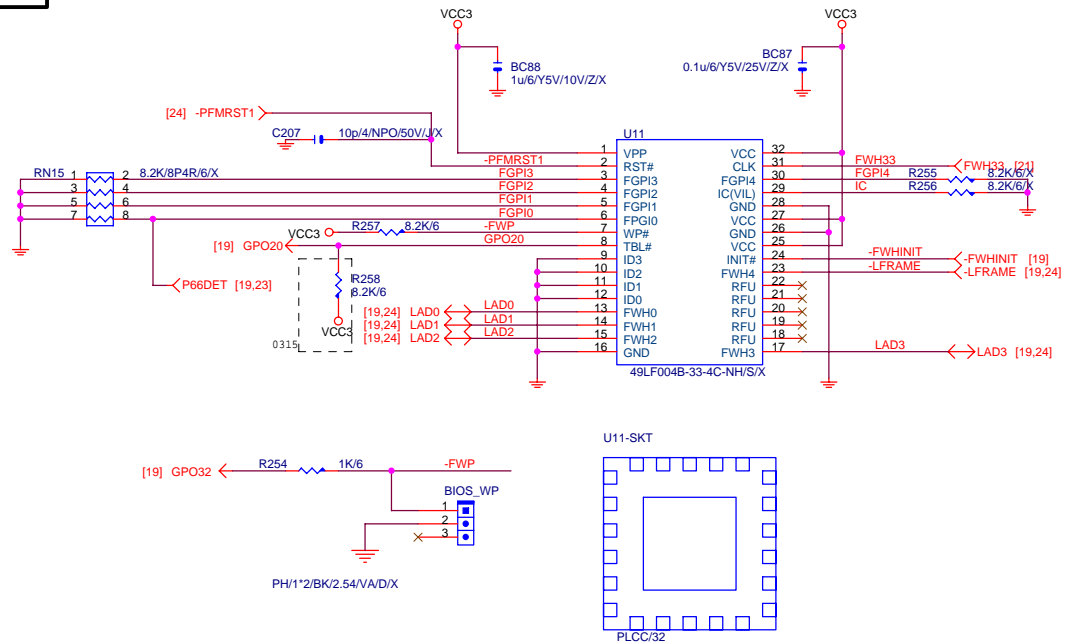 VCC3
VCC3
BC88
1u/6/Y5V/10V/Z/X
BC87
0.1u/6/Y5V/25V/Z/X
[24] -PFMRST1
C207 10p/4/NPO/50V/J/X
U11
RN15 1 2 8.2K/8P4R/6/X
3 4
5 6
7 8
-PFMRST1
FGPI3
FGPI2
FGPI1
FGPI0
VCC3 R257 8.2K/6 -FWP
[19] GPO20 GPO20
P66DET [19,23]
R258
8.2K/6
VCC3
0315
[19,24] LAD0 LAD0
[19,24] LAD1 LAD1
[19,24] LAD2 LAD2
1 VPP VCC 32
2 RST# CLK 31 FWH33 FWH33 [21]
3 FGPI3 FGPI4 30 FGPI4 R255 8.2K/6/X
4 FGPI2 IC(VIL) 29 IC R256 8.2K/6/X
5 FGPI1 GND 28
6 FPGI0 VCC 27
7 WP# GND 26
8 TBL# VCC 25
9 ID3 INIT# 24 -FWHINIT -FWHINIT [19]
10 ID2 FWH4 23 -LFRAME -LFRAME [19,24]
11 ID1 RFU 22
12 ID0 RFU 21
13 FWH0 RFU 20
14 FWH1 RFU 19
15 FWH2 RFU 18
16 GND FWH3 17 LAD3 LAD3 [19,24]
49LF004B-33-4C-NH/S/X
[19] GPO32 R254 1K/6 -FWP
BIOS_WP
1
2
3
PH/1*2/BK/2.54/VA/D/X
U11-SKT
PLCC/32